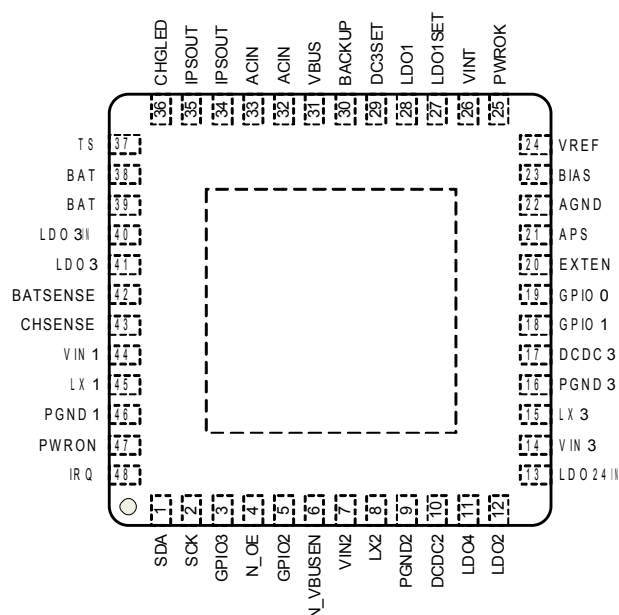 CHGLED
IPSOUT
IPSOUT
ACIN
ACIN
VBUS
BACKUP
DC3SET
LDO1
LDO1SET
VINT
PWROK
36
35
34
33
32
31
30
29
28
27
26
25
TS 37
BAT 38
BAT 39
LDO3IN 40
LDO3 41
BATSENSE 42
CHSENSE 43
VIN1 44
LX1 45
PGND1 46
PWRON 47
IRQ 48
24 VREF
23 BIAS
22 AGND
21 APS
20 EXTEN
19 GPIO0
18 GPIO1
17 DCDC3
16 PGND3
15 LX3
14 VIN3
13 LDO24IN
1
2
3
4
5
6
7
8
9
10
11
12
SDA
SCK
GPIO3
N_OE
GPIO2
N_VBUSEN
VIN2
LX2
PGND2
DCDC2
LDO4
LDO2